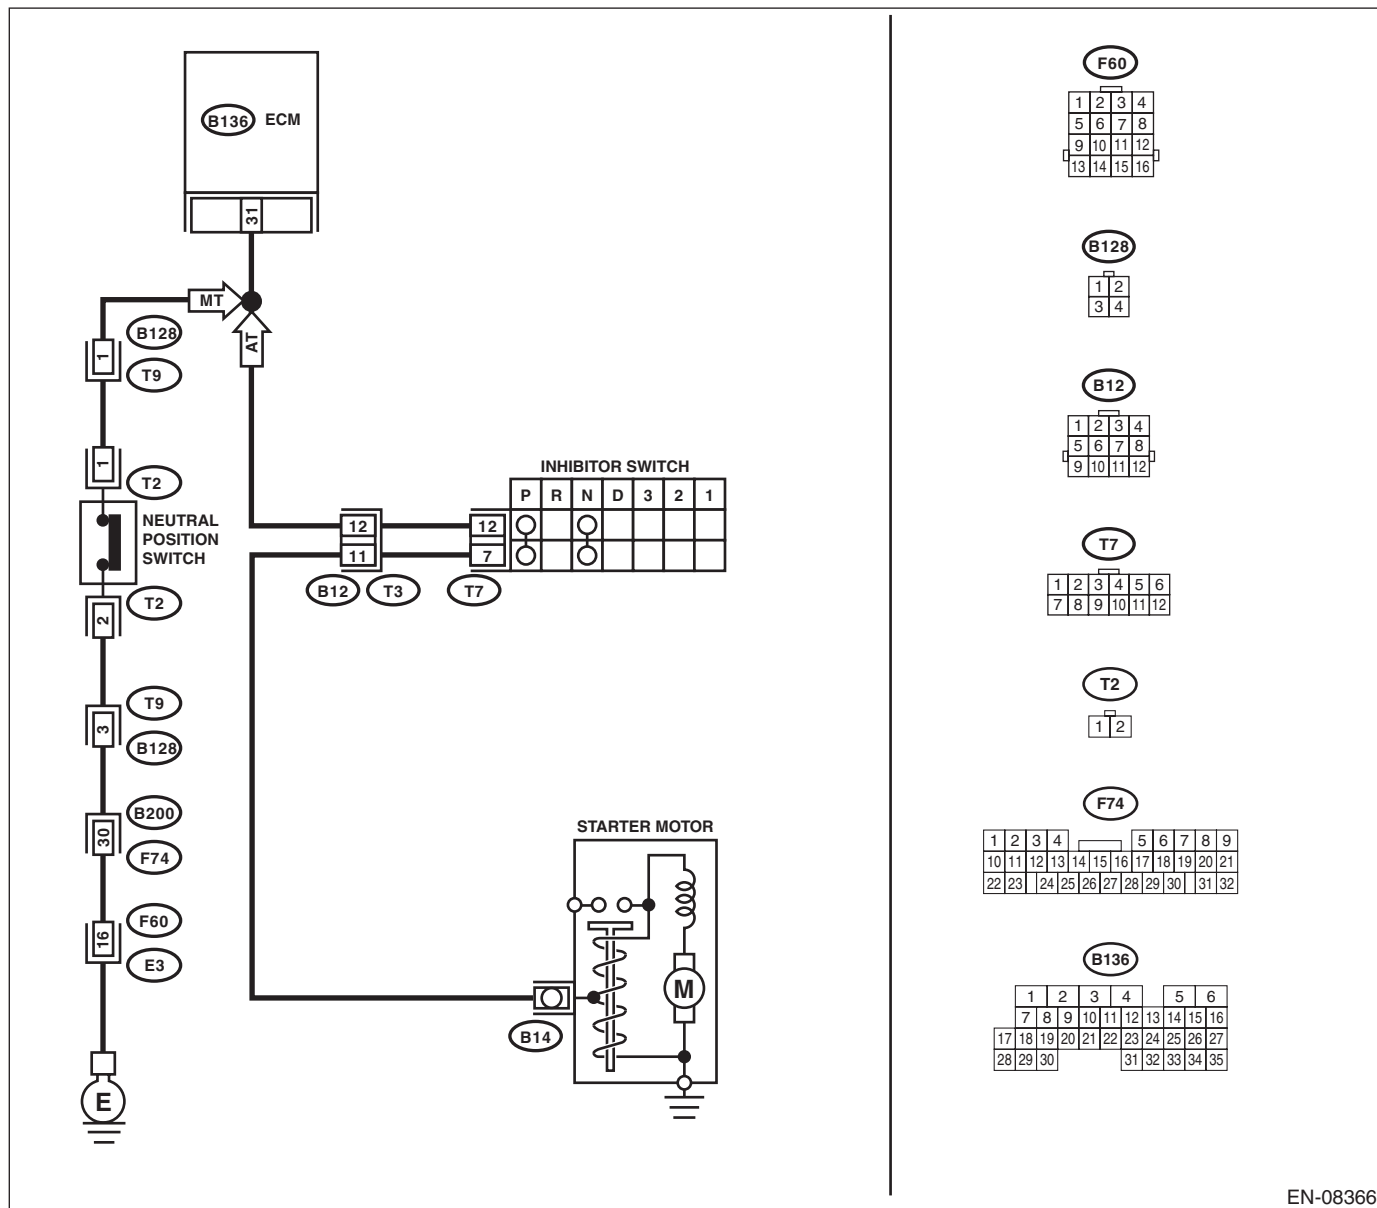 B136 ECM
31
MT
AT
B128
1
T9
1
T2
NEUTRAL
POSITION
SWITCH
T2
2
T9
3
B128
B200
30
F74
F60
16
E3
E
INHIBITOR SWITCH
P R N D 3 2 1
12 12
11 7
B12 T3 T7
STARTER MOTOR
M
B14
F60
1 2 3 4
5 6 7 8
9 10 11 12
13 14 15 16
B128
1 2
3 4
B12
1 2 3 4
5 6 7 8
9 10 11 12
T7
1 2 3 4 5 6
7 8 9 10 11 12
T2
1 2
F74
1 2 3 4 5 6 7 8 9
10 11 12 13 14 15 16 17 18 19 20 21
22 23 24 25 26 27 28 29 30 31 32
B136
1 2 3 4 5 6
7 8 9 10 11 12 13 14 15 16
17 18 19 20 21 22 23 24 25 26 27
28 29 30 31 32 33 34 35
EN-08366